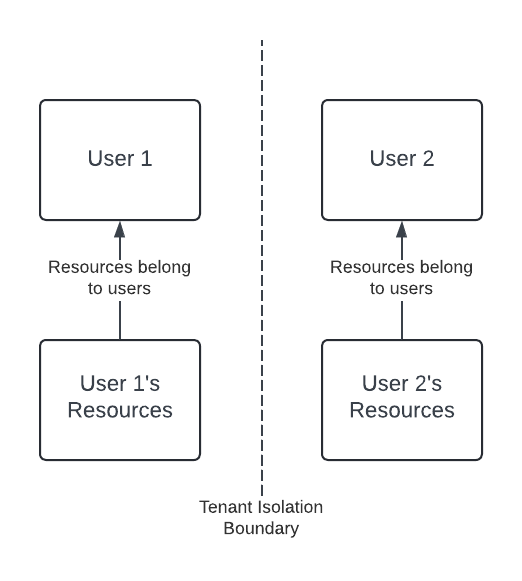 User 1
User 2
Resources belong
to users
Resources belong
to users
User 1's
Resources
User 2's
Resources
Tenant Isolation
Boundary